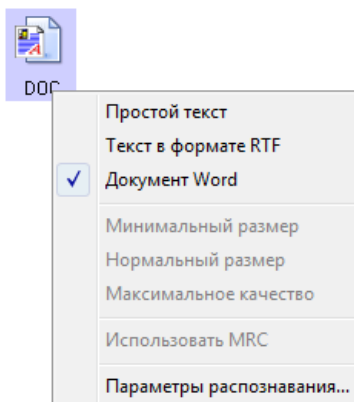 DOC
Простой текст
Текст в формате RTF
Документ Word
Минимальный размер
Нормальный размер
Максимальное качество
Использовать MRC
Параметры распознавания...